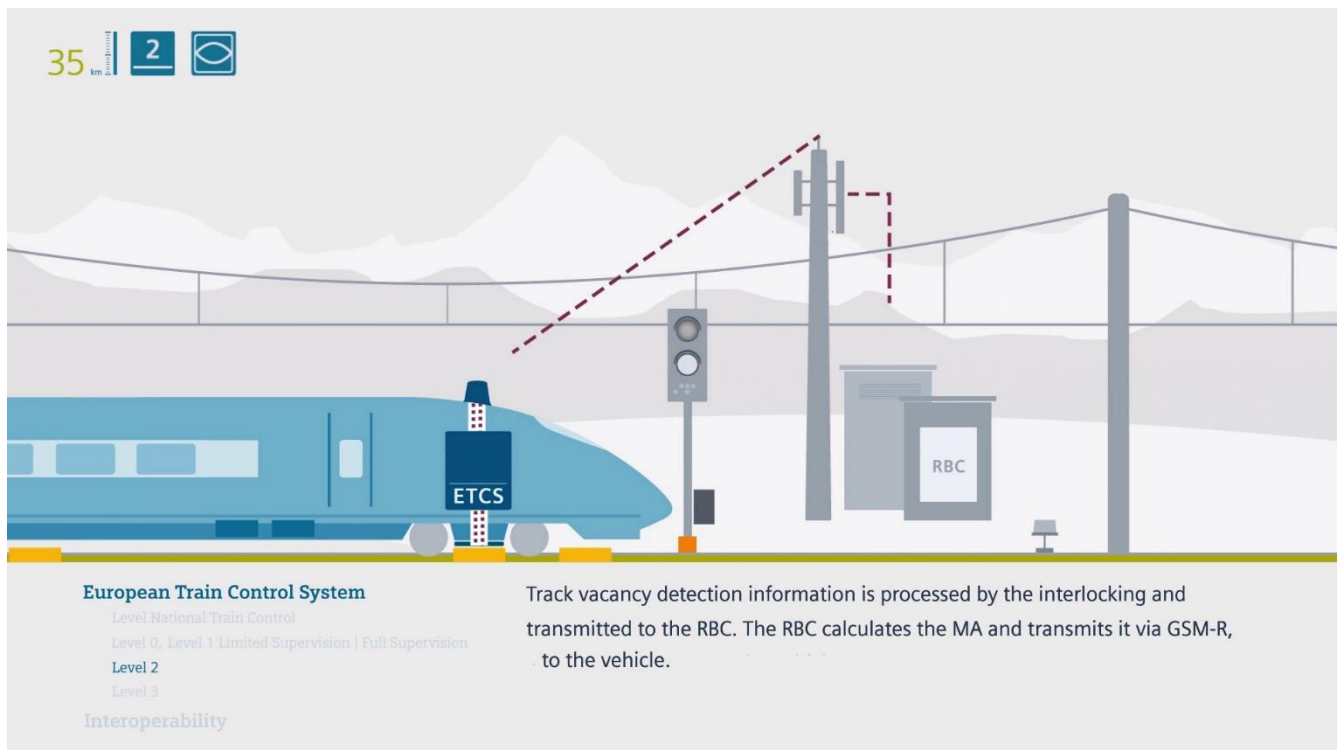 35 km
2
RBC
ETCS
European Train Control System
Level National Train Control
Level 0, Level 1 Limited Supervision | Full Supervision
Level 2
Level 3
Interoperability
Track vacancy detection information is processed by the interlocking and
transmitted to the RBC. The RBC calculates the MA and transmits it via GSM-R,
to the vehicle.